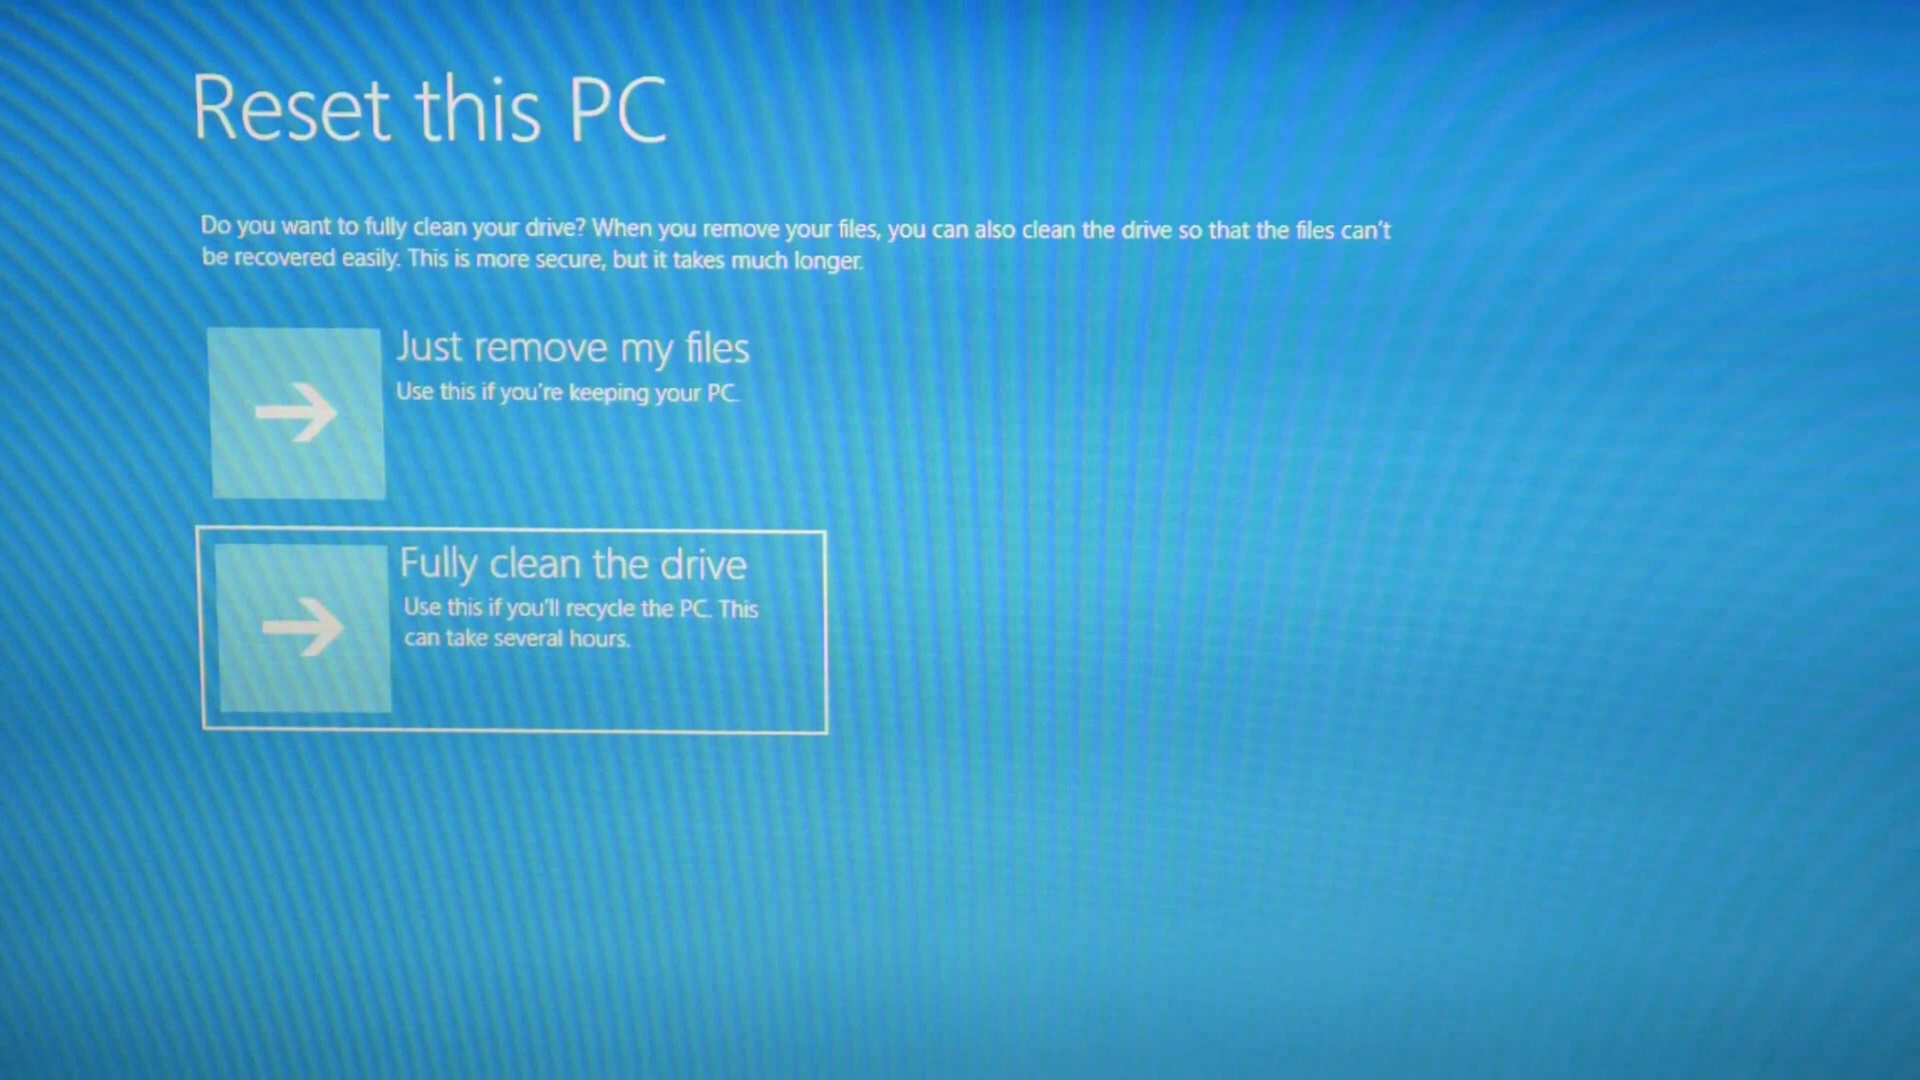 Reset this PC
Do you want to fully clean your drive? When you remove your files, you can also clean the drive so that the files can't
be recovered easily. This is more secure, but it takes much longer.
Just remove my files
Use this if you're keeping your PC.
Fully clean the drive
Use this if you'll recycle the PC. This
can take several hours.